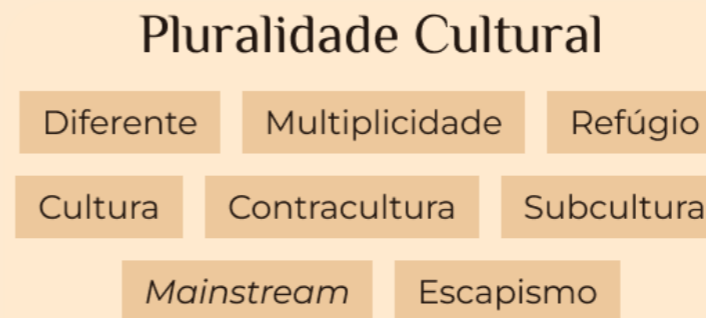 Pluralidade Cultural
Diferente Multiplicidade Refúgio
Cultura Contracultura Subcultura
Mainstream Escapismo